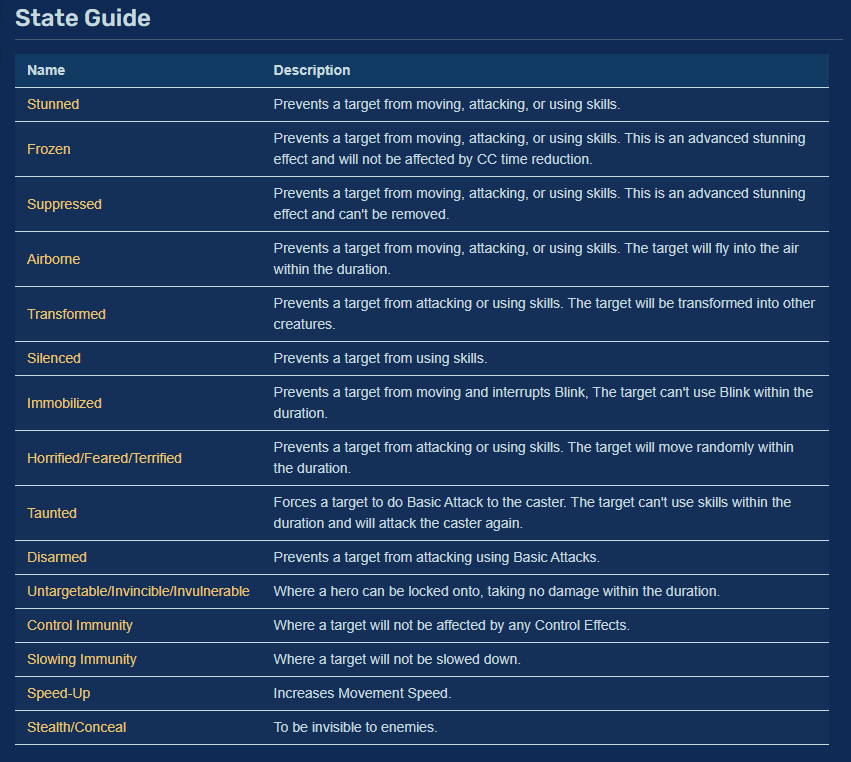 State Guide
Name Description
Stunned Prevents a target from moving, attacking, or using skills.
Frozen Prevents a target from moving, attacking, or using skills. This is an advanced stunning
effect and will not be affected by CC time reduction.
Suppressed Prevents a target from moving, attacking, or using skills. This is an advanced stunning
effect and can't be removed.
Airborne Prevents a target from moving, attacking, or using skills. The target will fly into the air
within the duration.
Transformed Prevents a target from attacking or using skills. The target will be transformed into other
creatures.
Silenced Prevents a target from using skills.
Immobilized Prevents a target from moving and interrupts Blink, The target can't use Blink within the
duration.
Horrified/Feared/Terrified Prevents a target from attacking or using skills. The target will move randomly within
the duration.
Taunted Forces a target to do Basic Attack to the caster. The target can't use skills within the
duration and will attack the caster again.
Disarmed Prevents a target from attacking using Basic Attacks.
Untargetable/Invincible/Invulnerable Where a hero can be locked onto, taking no damage within the duration.
Control Immunity Where a target will not be affected by any Control Effects.
Slowing Immunity Where a target will not be slowed down.
Speed-Up Increases Movement Speed.
Stealth/Conceal To be invisible to enemies.